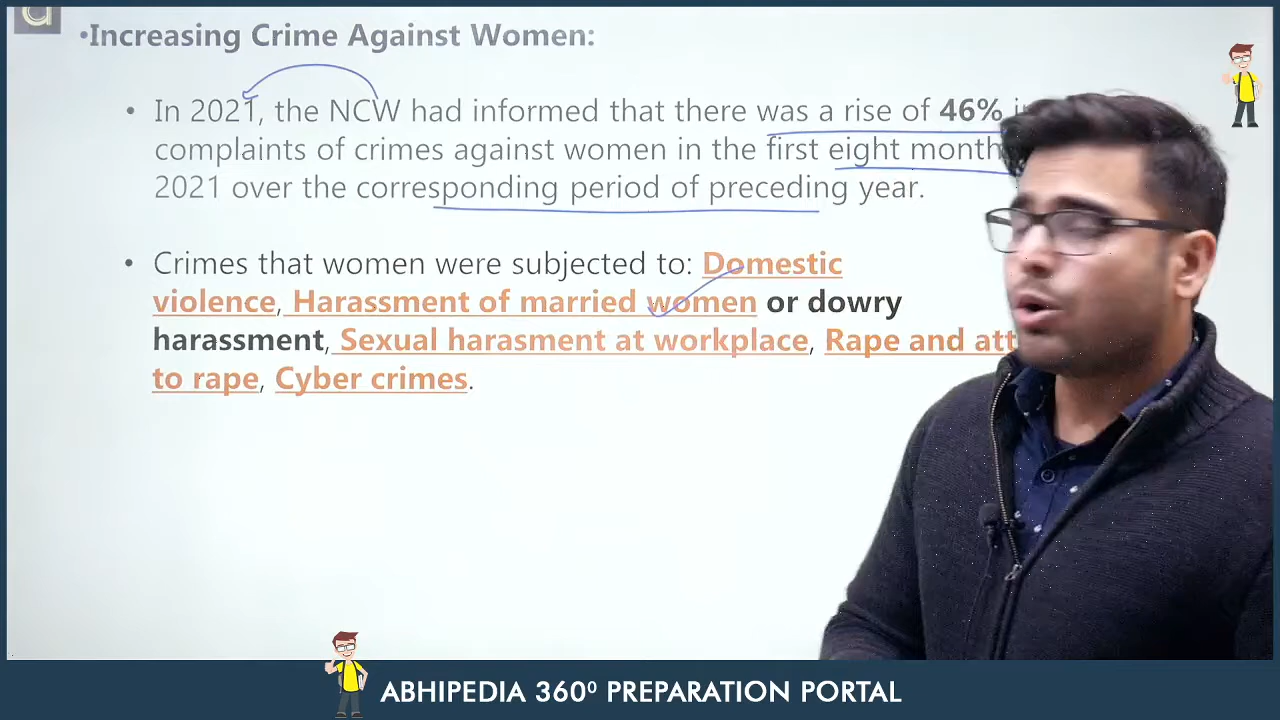 •Increasing Crime Against Women:
• In 2021, the NCW had informed that there was a rise of 46%
complaints of crimes against women in the first eight month
2021 over the corresponding period of preceding year.
• Crimes that women were subjected to: Domestic
violence, Harassment of married women or dowry
harassment, Sexual harasment at workplace, Rape and att
to rape, Cyber crimes.
ABHIPEDIA 360⁰ PREPARATION PORTAL